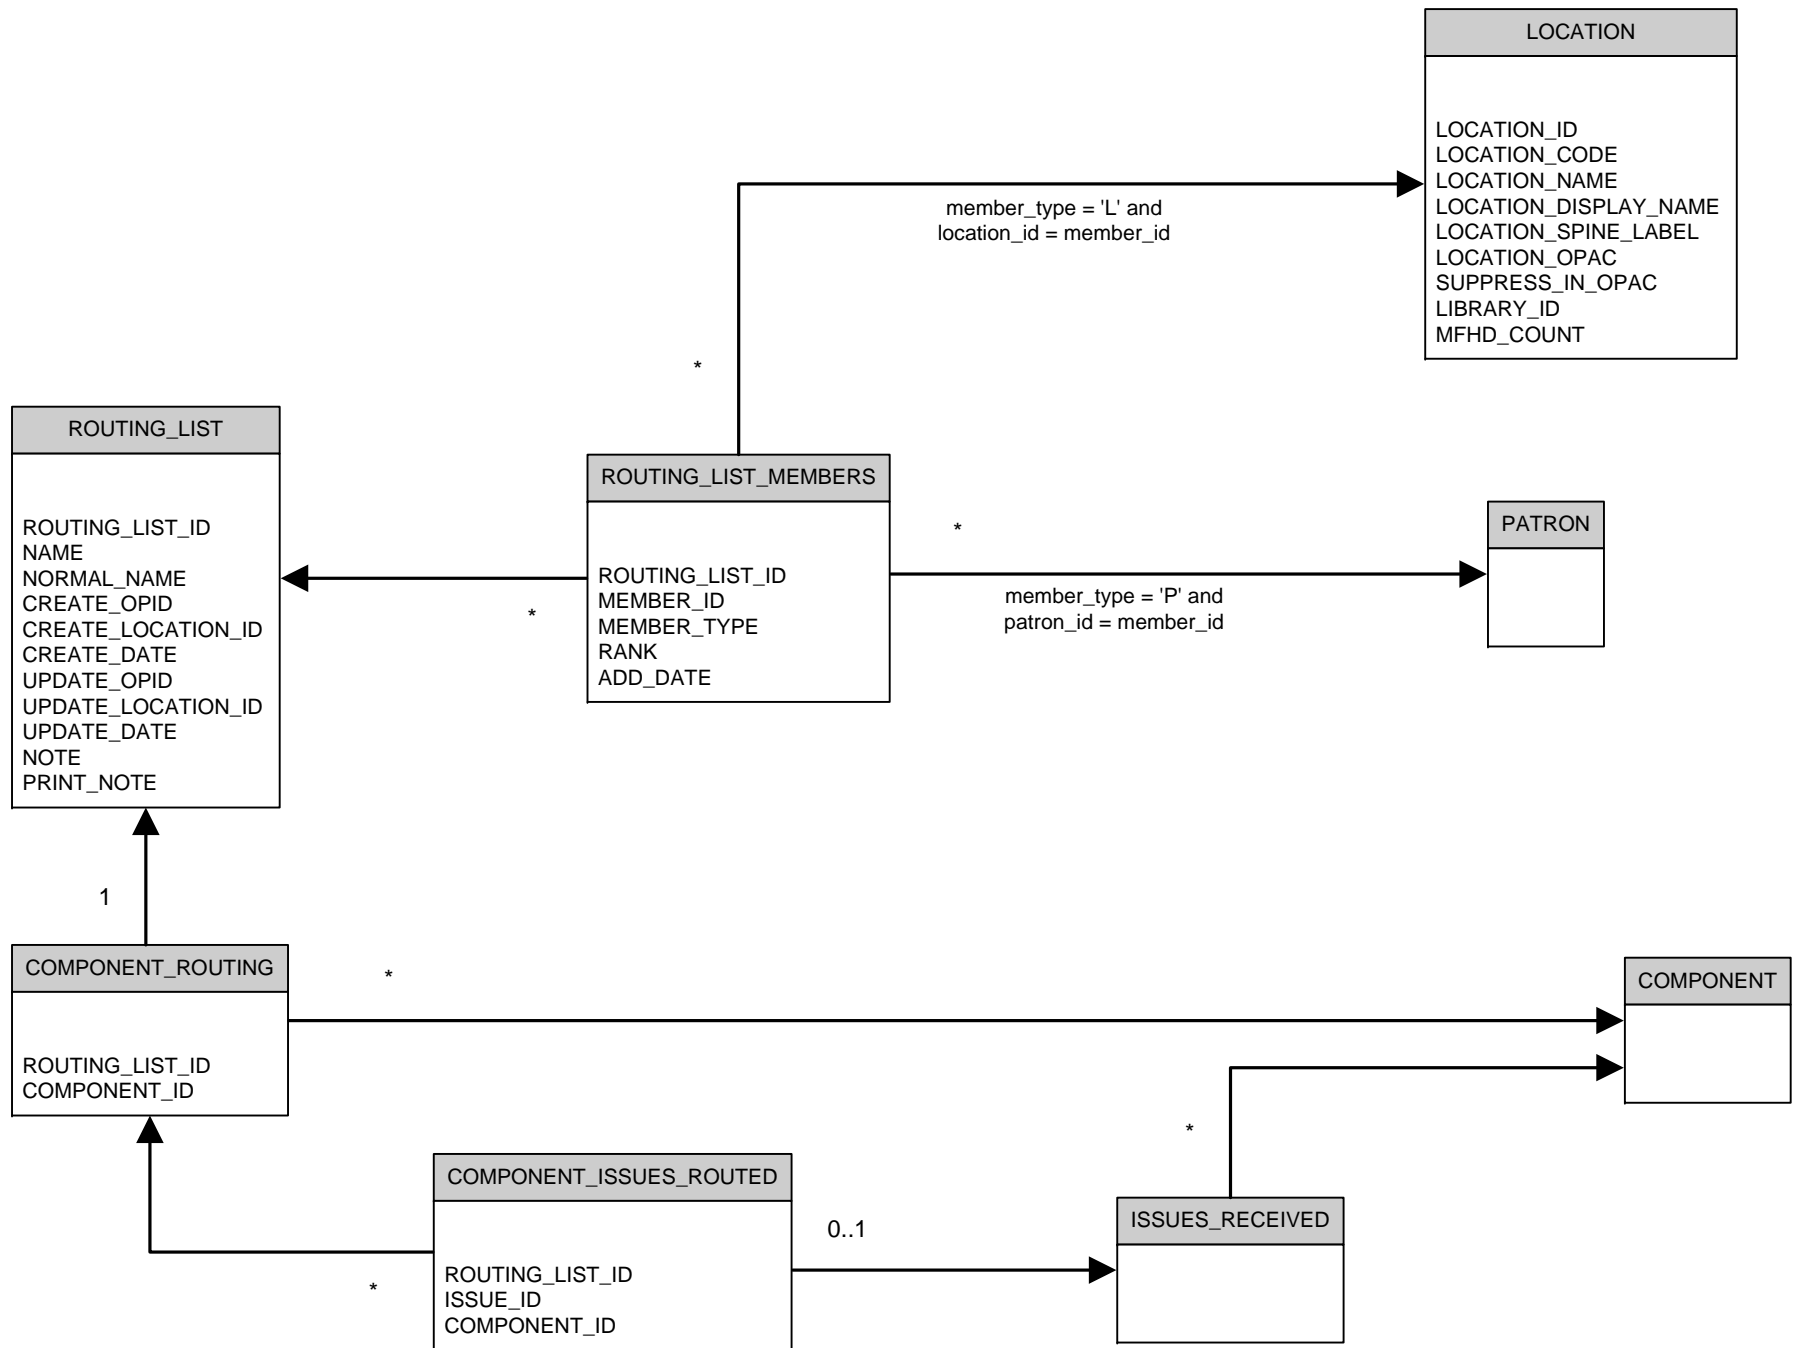 LOCATION
LOCATION_ID
LOCATION_CODE
LOCATION_NAME
LOCATION_DISPLAY_NAME
LOCATION_SPINE_LABEL
LOCATION_OPAC
SUPPRESS_IN_OPAC
LIBRARY_ID
MFHD_COUNT
member_type = 'L' and
location_id = member_id
*
ROUTING_LIST
ROUTING_LIST_ID
NAME
NORMAL_NAME
CREATE_OPID
CREATE_LOCATION_ID
CREATE_DATE
UPDATE_OPID
UPDATE_LOCATION_ID
UPDATE_DATE
NOTE
PRINT_NOTE
*
ROUTING_LIST_MEMBERS
ROUTING_LIST_ID
MEMBER_ID
MEMBER_TYPE
RANK
ADD_DATE
*
member_type = 'P' and
patron_id = member_id
PATRON
1
COMPONENT_ROUTING
ROUTING_LIST_ID
COMPONENT_ID
*
COMPONENT
*
COMPONENT_ISSUES_ROUTED
ROUTING_LIST_ID
ISSUE_ID
COMPONENT_ID
0..1
*
ISSUES_RECEIVED